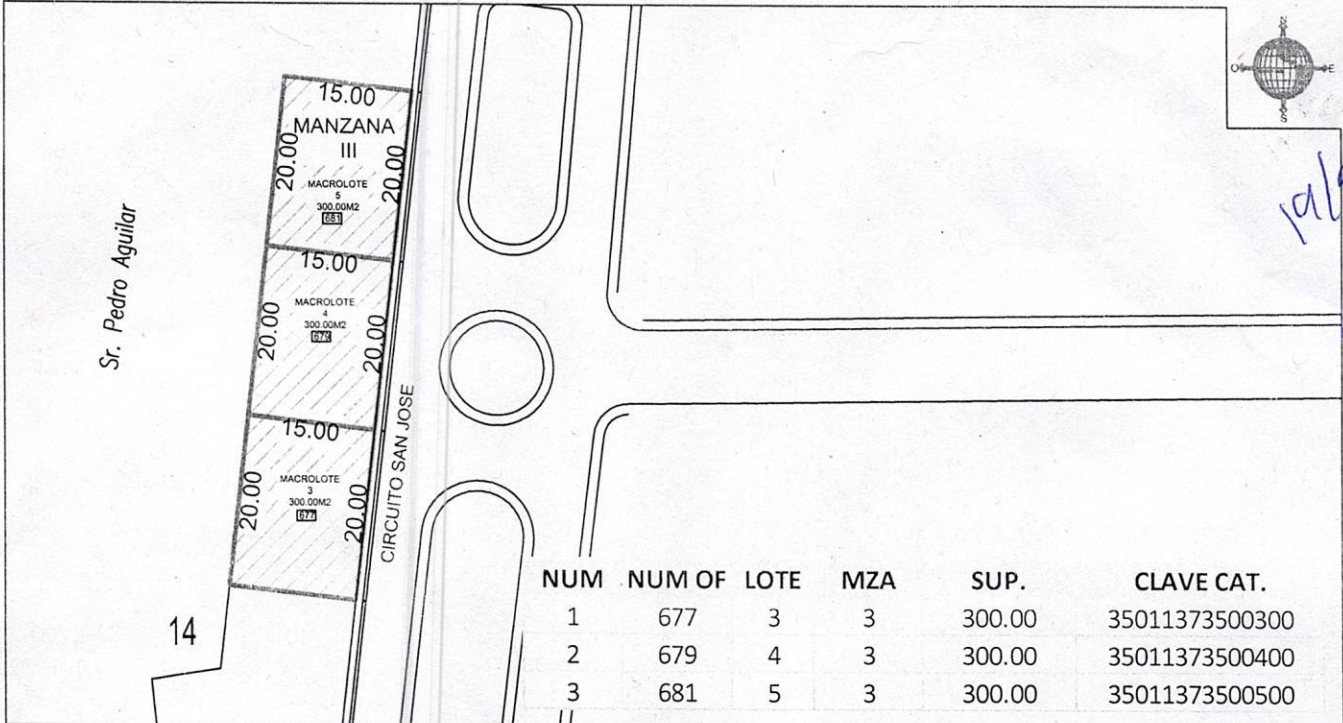 15.00
MANZANA
III
20.00
20.00
MACROLOTE
5
300.00M2
681
15.00
MACROLOTE
4
300.00M2
679
20.00
20.00
15.00
MACROLOTE
3
300.00M2
677
20.00
20.00
Sr. Pedro Aguilar
CIRCUITO SAN JOSE
14
N
O
E
S
NUM NUM OF LOTE MZA SUP. CLAVE CAT.
1 677 3 3 300.00 35011373500300
2 679 4 3 300.00 35011373500400
3 681 5 3 300.00 35011373500500